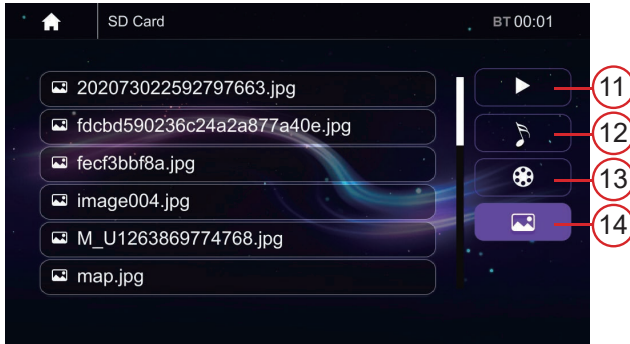 SD Card
BT 00:01
202073022592797663.jpg
fdcbd590236c24a2a877a40e.jpg
fecf3bbf8a.jpg
image004.jpg
M_U1263869774768.jpg
map.jpg
11
12
13
14